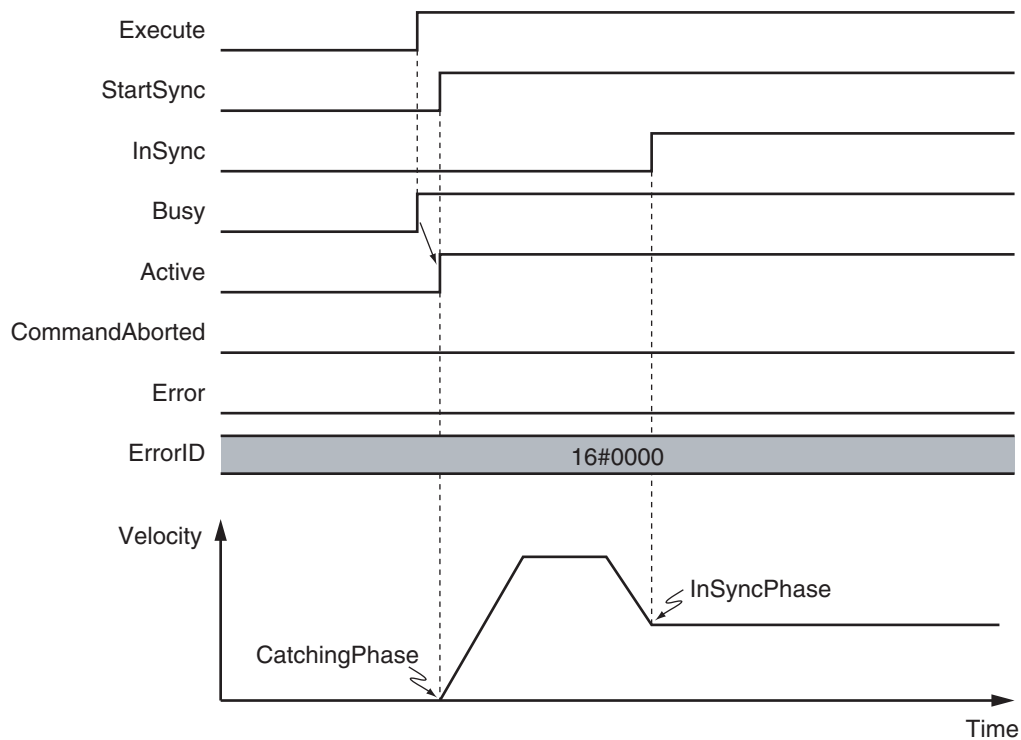 Execute
StartSync
InSync
Busy
Active
CommandAborted
Error
ErrorID
16#0000
Velocity
InSyncPhase
CatchingPhase
Time